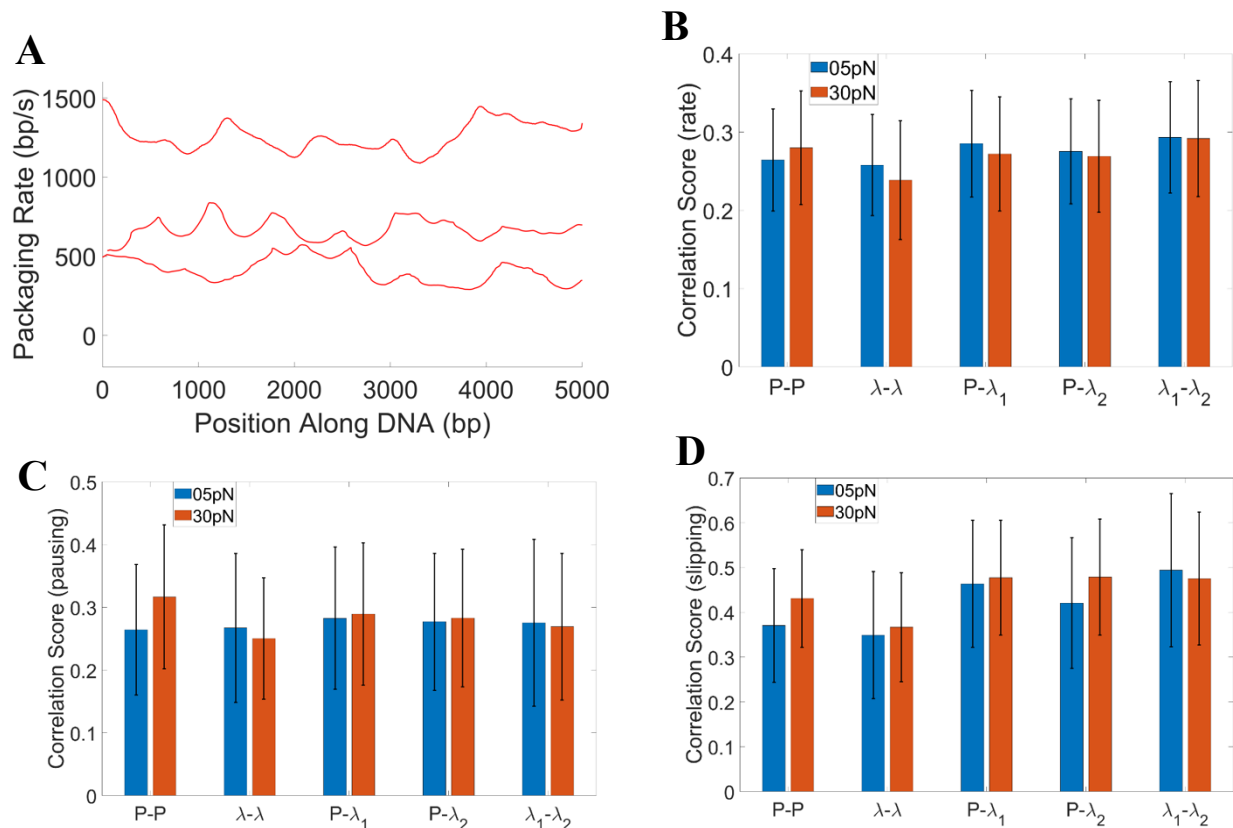 A
Packaging Rate (bp/s)
1500
1000
500
0
0 1000 2000 3000 4000 5000
Position Along DNA (bp)
B
Correlation Score (rate)
0.4
0.3
0.2
0.1
0
05pN
30pN
P-P λ-λ P-λ₁ P-λ₂ λ₁-λ₂
C
Correlation Score (pausing)
0.5
0.4
0.3
0.2
0.1
0
05pN
30pN
P-P λ-λ P-λ₁ P-λ₂ λ₁-λ₂
D
Correlation Score (slipping)
0.7
0.6
0.5
0.4
0.3
0.2
0.1
0
05pN
30pN
P-P λ-λ P-λ₁ P-λ₂ λ₁-λ₂